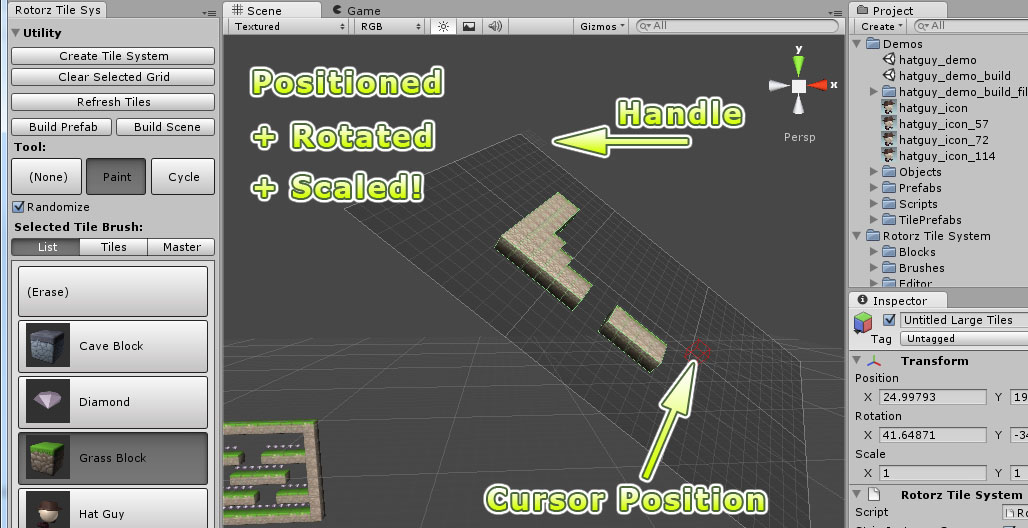 Rotorz Tile Sys
Utility
Create Tile System
Clear Selected Grid
Refresh Tiles
Build Prefab
Build Scene
Tool:
(None)
Paint
Cycle
Randomize
Selected Tile Brush:
List
Tiles
Master
(Erase)
Cave Block
Diamond
Grass Block
Hat Guy
Scene
Game
Textured
RGB
Gizmos
All
Positioned
+ Rotated
+ Scaled!
Handle
y
x
Persp
Cursor Position
Project
Create
All
Demos
hatguy_demo
hatguy_demo_build
hatguy_demo_build_fil
hatguy_icon
hatguy_icon_57
hatguy_icon_72
hatguy_icon_114
Objects
Prefabs
Scripts
TilePrefabs
Rotorz Tile System
Blocks
Brushes
Editor
Inspector
Untitled Large Tiles
Tag
Untagged
Transform
Position
X 24.99793 Y 19
Rotation
X 41.64871 Y -34
Scale
X 1 Y 1
Rotorz Tile System
Script